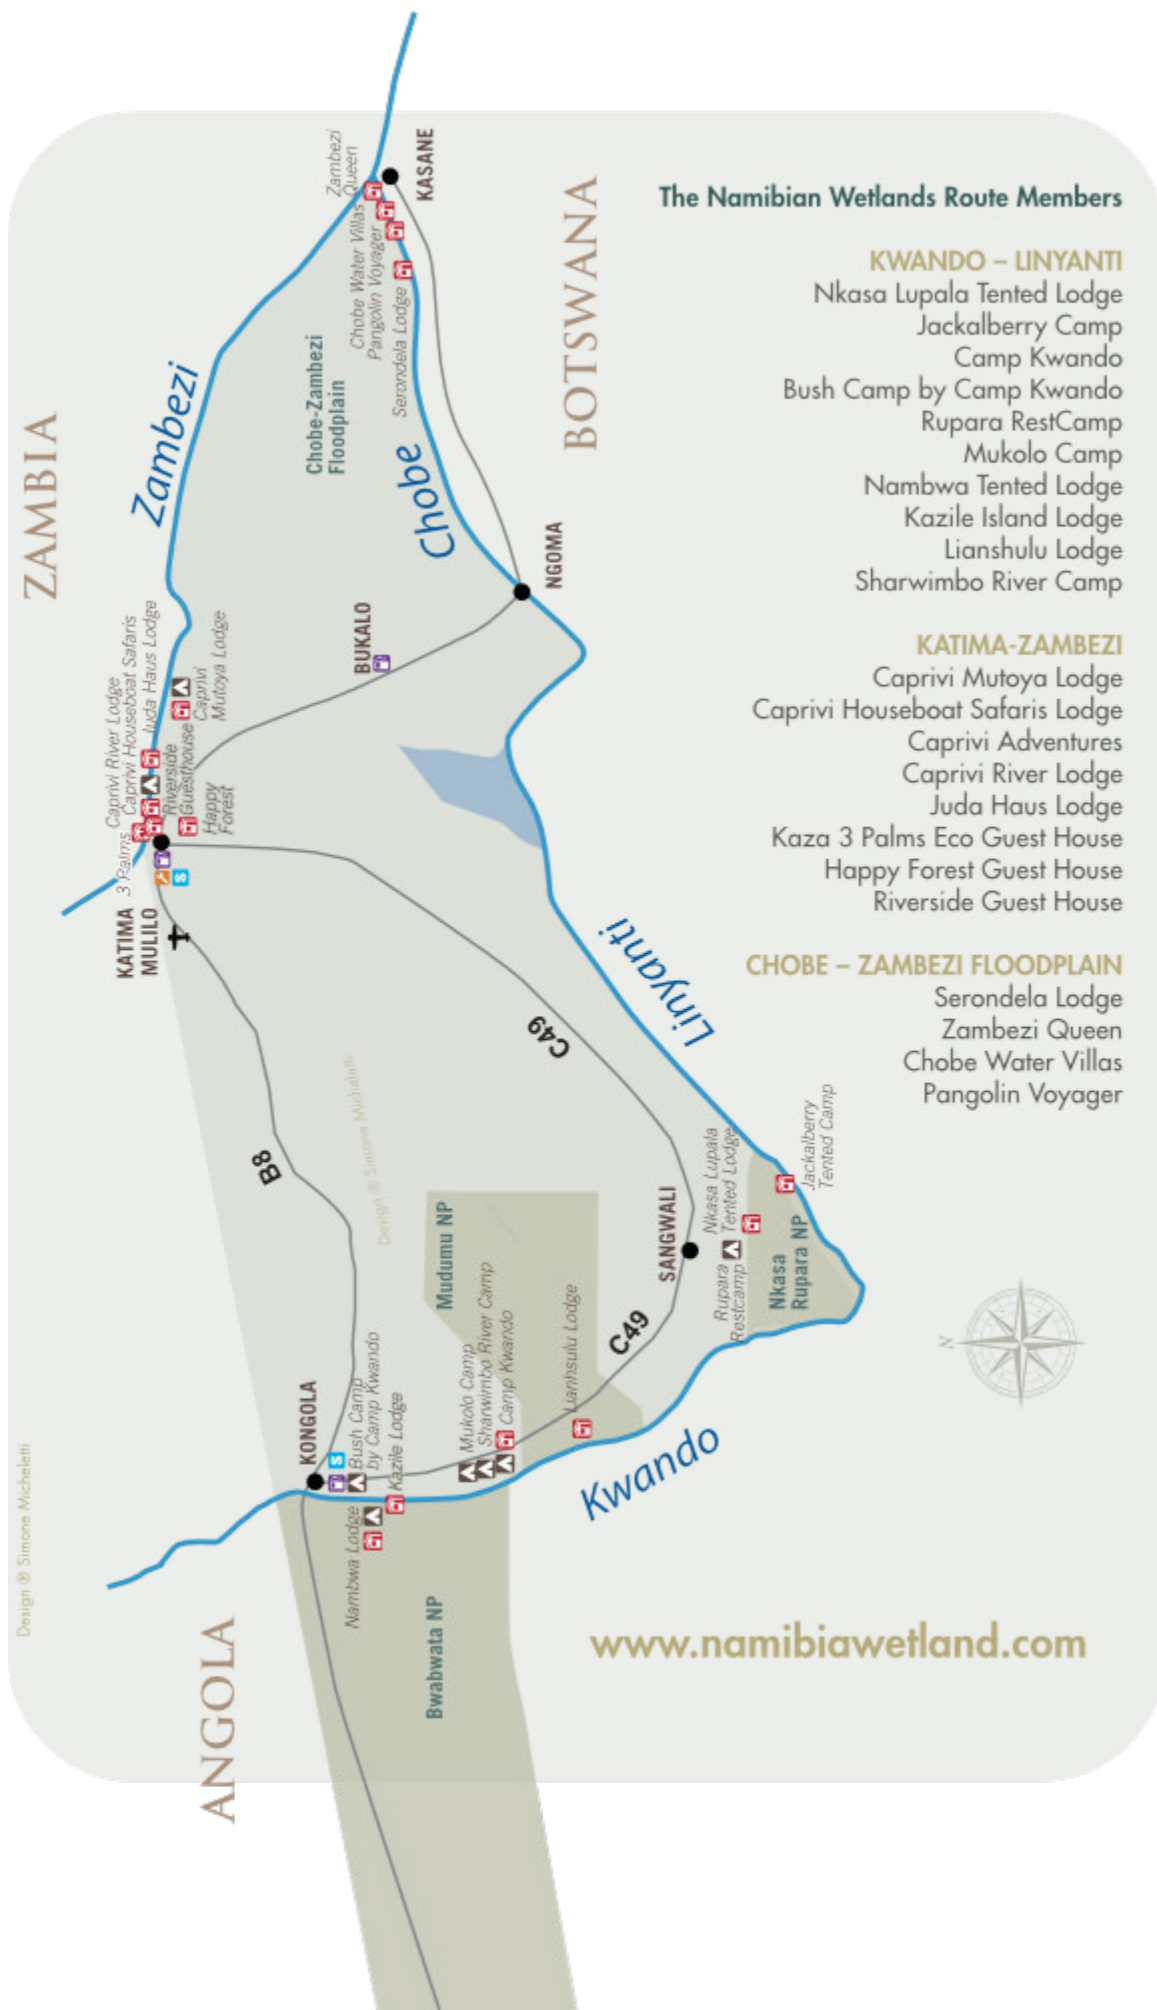 The Namibian Wetlands Route Members
KWANDO – LINYANTI
Nkasa Lupala Tented Lodge
Jackalberry Camp
Camp Kwando
Bush Camp by Camp Kwando
Rupara RestCamp
Mukolo Camp
Nambwa Tented Lodge
Kazile Island Lodge
Lianshulu Lodge
Sharwimbo River Camp
KATIMA-ZAMBEZI
Caprivi Mutoya Lodge
Caprivi Houseboat Safaris Lodge
Caprivi Adventures
Caprivi River Lodge
Juda Haus Lodge
Kaza 3 Palms Eco Guest House
Happy Forest Guest House
Riverside Guest House
CHOBE – ZAMBEZI FLOODPLAIN
Serondela Lodge
Zambezi Queen
Chobe Water Villas
Pangolin Voyager
www.namibiawetland.com
ZAMBIA
BOTSWANA
ANGOLA
Zambezi
Chobe
Linyanti
Kwando
Zambezi
Queen
KASANE
Chobe Water Villas
Pangolin Voyager
Serondela Lodge
Chobe-Zambezi
Floodplain
NGOMA
BUKALO
3 Palms
Caprivi River Lodge
Caprivi Houseboat Safaris
Juda Haus Lodge
Caprivi
Mutoya Lodge
Riverside
Guesthouse
Happy
Forest
KATIMA
MULILO
S
B8
C49
C49
SANGWALI
Nkasa Lupala
Tented Lodge
Jackalberry
Tented Camp
Rupara
Restcamp
Nkasa
Rupara NP
Mudumu NP
Lianhsulu Lodge
Mukolo Camp
Sharwimbo River Camp
Camp Kwando
KONGOLA
S
Bush Camp
by Camp Kwando
Kazile Lodge
Nambwa Lodge
Bwabwata NP
N
Design ® Simone Micheletti
Design ® Simone Micheletti